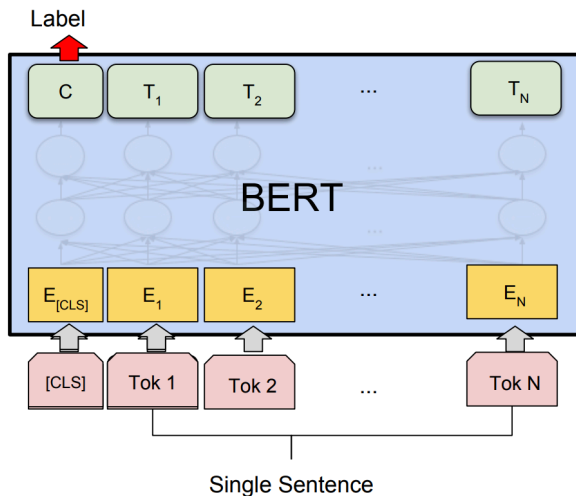 Label
C T1 T2 ... TN
...
BERT
...
E[CLS] E1 E2 ... EN
[CLS] Tok 1 Tok 2 ... Tok N
Single Sentence